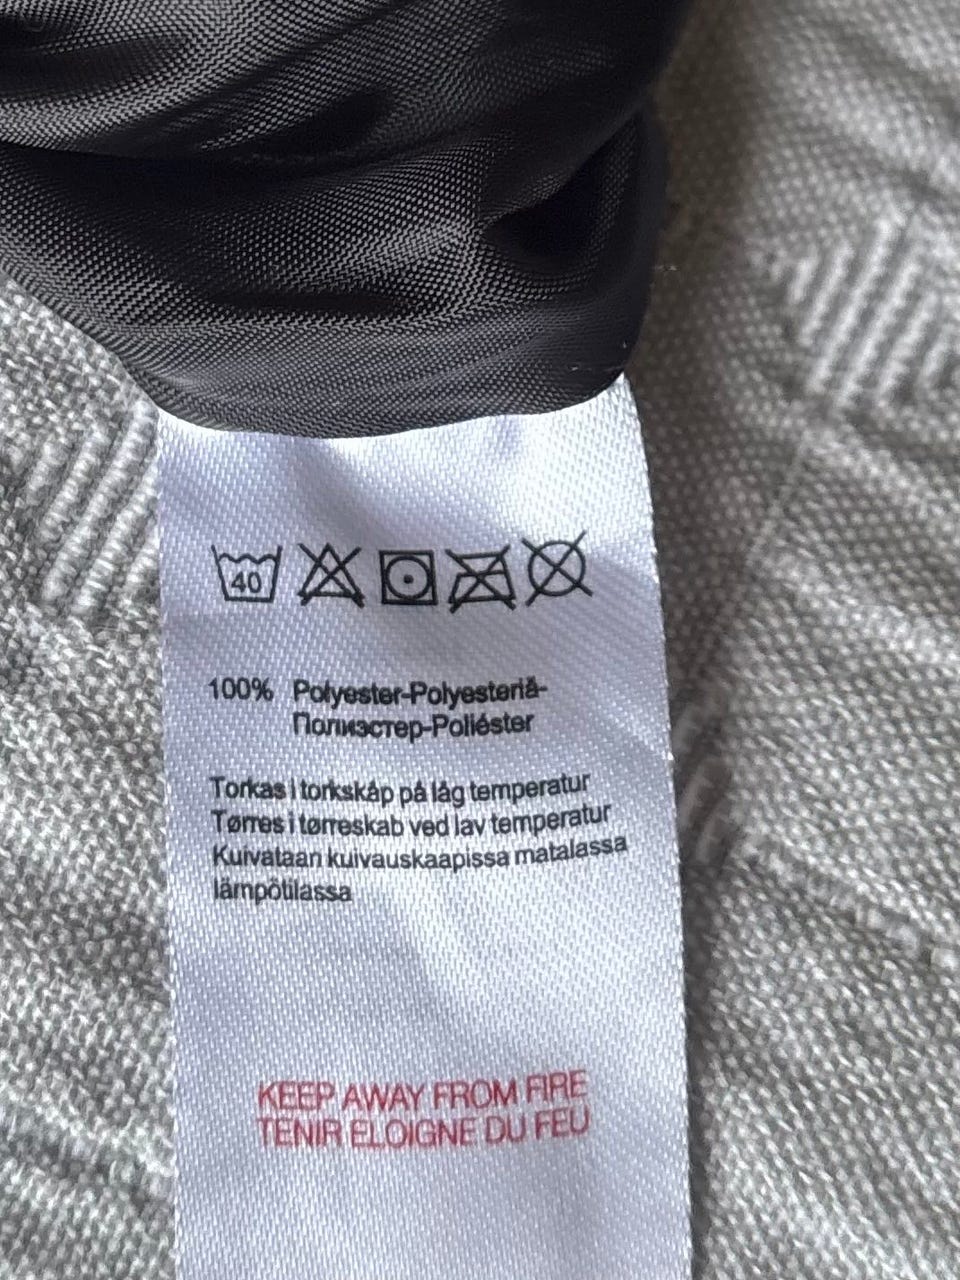 40
100% Polyester-Polyesteriä-
Полиэстер-Poliéster
Torkas i torkskåp på låg temperatur
Tørres i tørreskab ved lav temperatur
Kuivataan kuivauskaapissa matalassa
lämpötilassa
KEEP AWAY FROM FIRE
TENIR ELOIGNE DU FEU